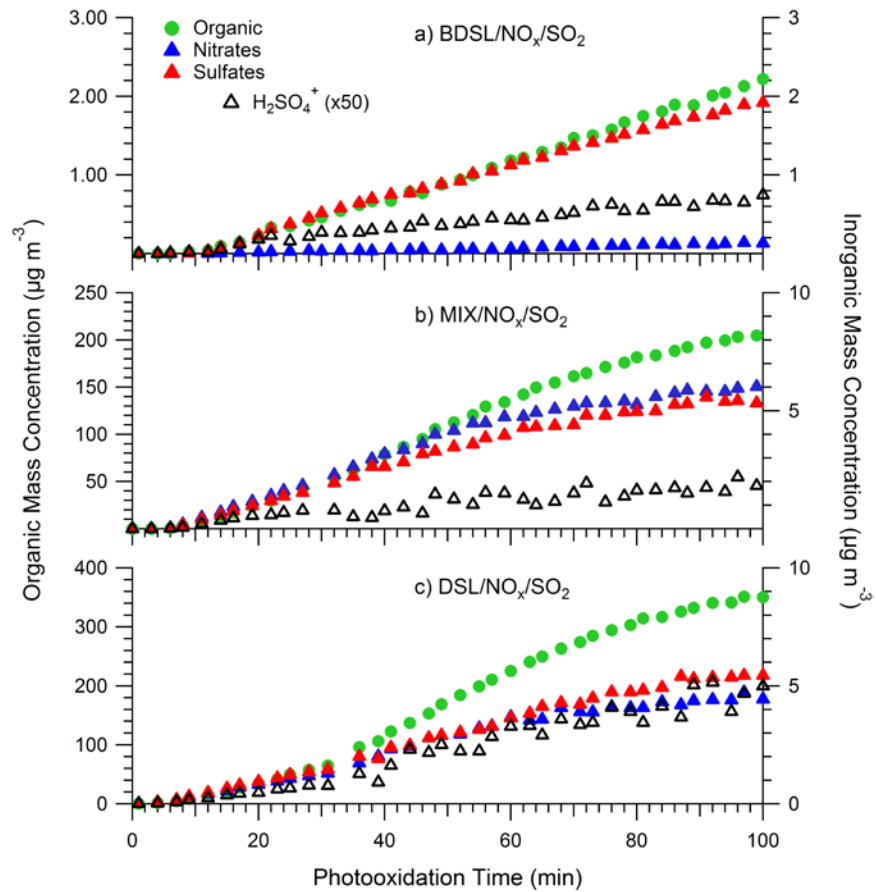 3.00
2.00
1.00
Organic
Nitrates
Sulfates
H2SO4+ (x50)
a) BDSL/NOx/SO2
3
2
1
0
250
200
150
100
50
b) MIX/NOx/SO2
10
5
0
400
300
200
100
0
c) DSL/NOx/SO2
10
5
0
0 20 40 60 80 100
Photooxidation Time (min)
Organic Mass Concentration (µg m-3)
Inorganic Mass Concentration (µg m-3)